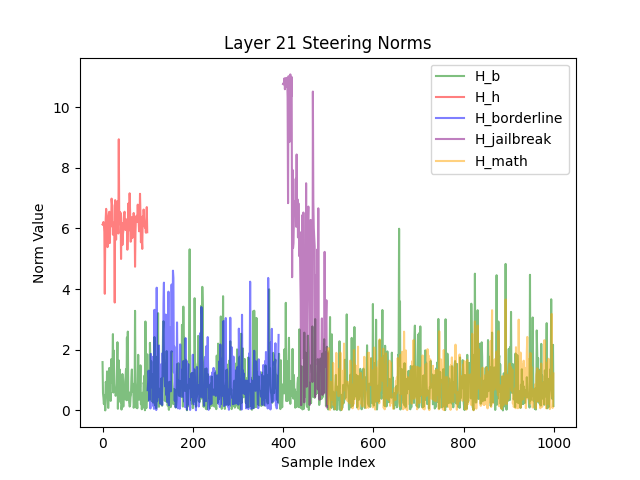 Layer 21 Steering Norms
Norm Value
10
8
6
4
2
0
H_b
H_h
H_borderline
H_jailbreak
H_math
0 200 400 600 800 1000
Sample Index